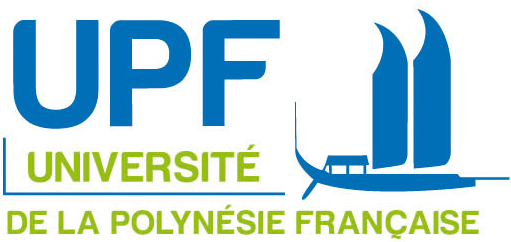 UPF
UNIVERSITÉ
DE LA POLYNÉSIE FRANÇAISE